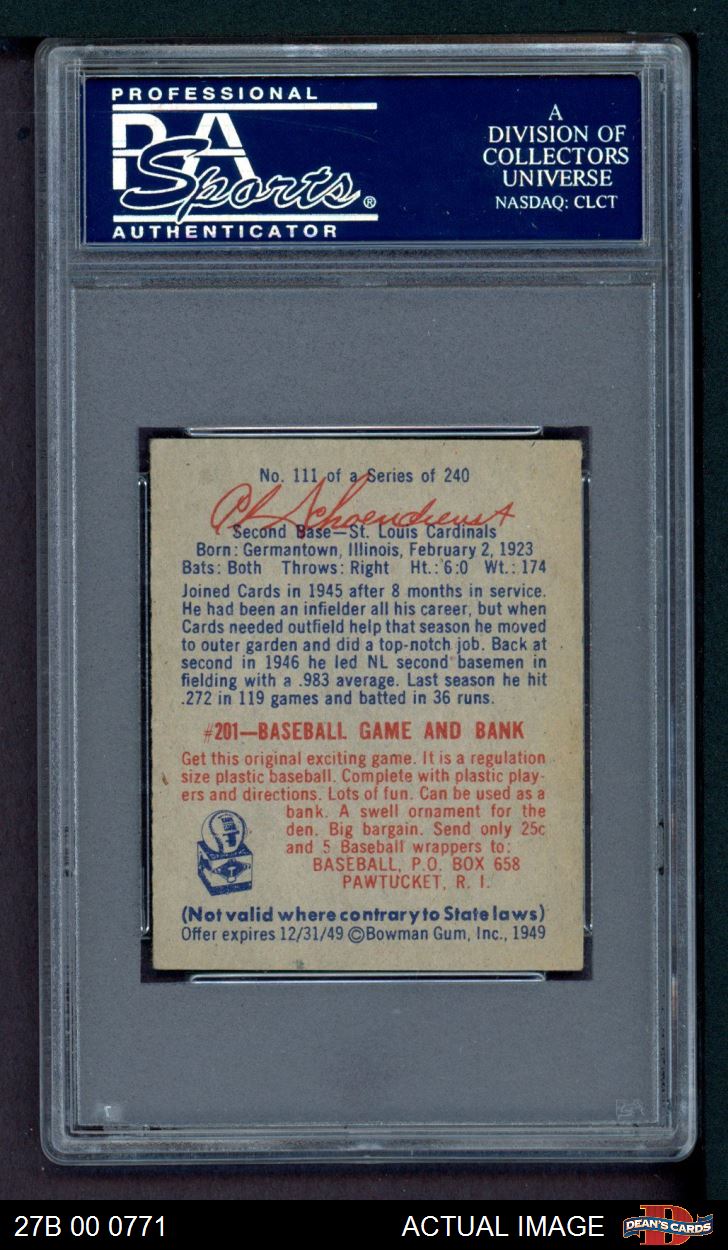 PROFESSIONAL
PSA
Sports®
AUTHENTICATOR
A
DIVISION OF
COLLECTORS
UNIVERSE
NASDAQ: CLCT
No. 111 of a Series of 240
Schoendienst
Second Base—St. Louis Cardinals
Born: Germantown, Illinois, February 2, 1923
Bats: Both Throws: Right Ht.: 6:0 Wt.: 174
Joined Cards in 1945 after 8 months in service.
He had been an infielder all his career, but when
Cards needed outfield help that season he moved
to outer garden and did a top-notch job. Back at
second in 1946 he led NL second basemen in
fielding with a .983 average. Last season he hit
.272 in 119 games and batted in 36 runs.
#201—BASEBALL GAME AND BANK
Get this original exciting game. It is a regulation
size plastic baseball. Complete with plastic play-
ers and directions. Lots of fun. Can be used as a
bank. A swell ornament for the
den. Big bargain. Send only 25c
and 5 Baseball wrappers to:
BASEBALL, P.O. BOX 658
PAWTUCKET, R. I.
(Not valid where contrary to State laws)
Offer expires 12/31/49 ©Bowman Gum, Inc., 1949
27B 00 0771
ACTUAL IMAGE
DEAN'S CARDS